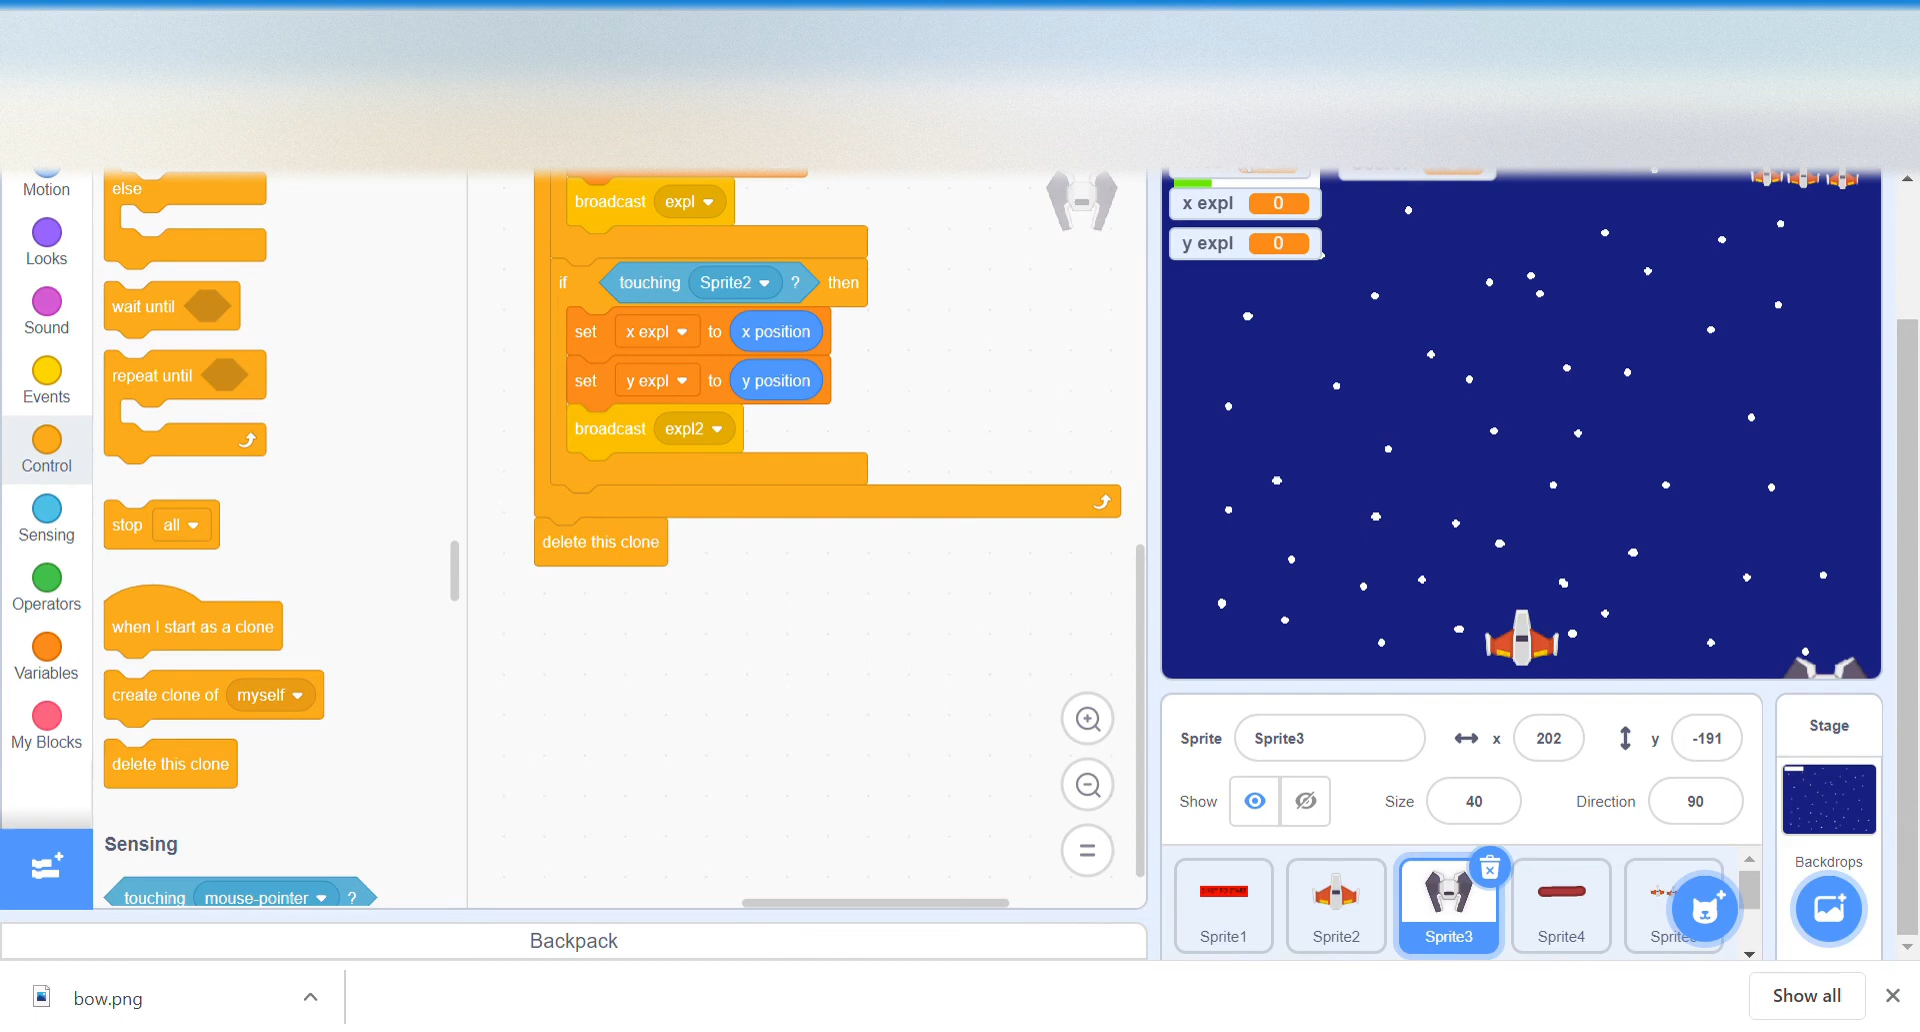 Motion
Looks
Sound
Events
Control
Sensing
Operators
Variables
My Blocks
else
wait until
repeat until
stop all
when I start as a clone
create clone of myself
delete this clone
Sensing
touching mouse-pointer ?
broadcast expl
if touching Sprite2 ? then
set x expl to x position
set y expl to y position
broadcast expl2
delete this clone
Backpack
x expl 0
y expl 0
Sprite Sprite3 x 202 y -191
Show Size 40 Direction 90
Sprite1
Sprite2
Sprite3
Sprite4
Stage
Backdrops
bow.png
Show all